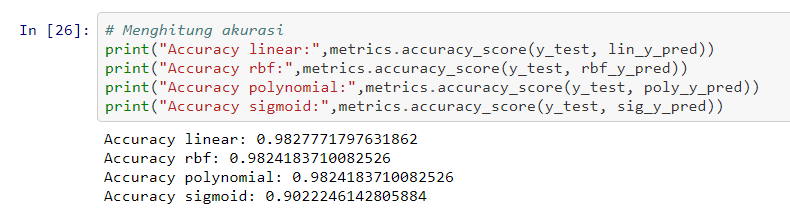 In [26]: # Menghitung akurasi
print("Accuracy linear:",metrics.accuracy_score(y_test, lin_y_pred))
print("Accuracy rbf:",metrics.accuracy_score(y_test, rbf_y_pred))
print("Accuracy polynomial:",metrics.accuracy_score(y_test, poly_y_pred))
print("Accuracy sigmoid:",metrics.accuracy_score(y_test, sig_y_pred))
Accuracy linear: 0.9827771797631862
Accuracy rbf: 0.9824183710082526
Accuracy polynomial: 0.9824183710082526
Accuracy sigmoid: 0.9022246142805884